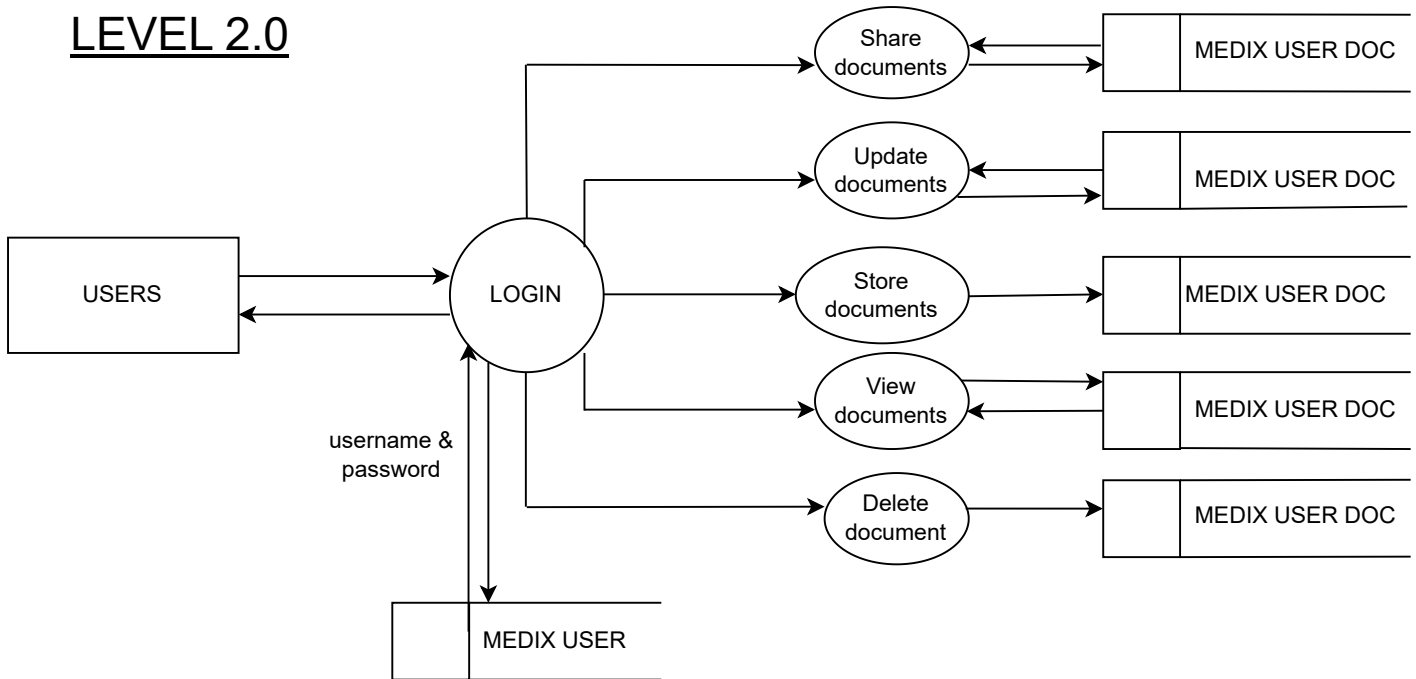 LEVEL 2.0
Share
documents
MEDIX USER DOC
Update
documents
MEDIX USER DOC
USERS
LOGIN
Store
documents
MEDIX USER DOC
View
documents
MEDIX USER DOC
username &
password
Delete
document
MEDIX USER DOC
MEDIX USER